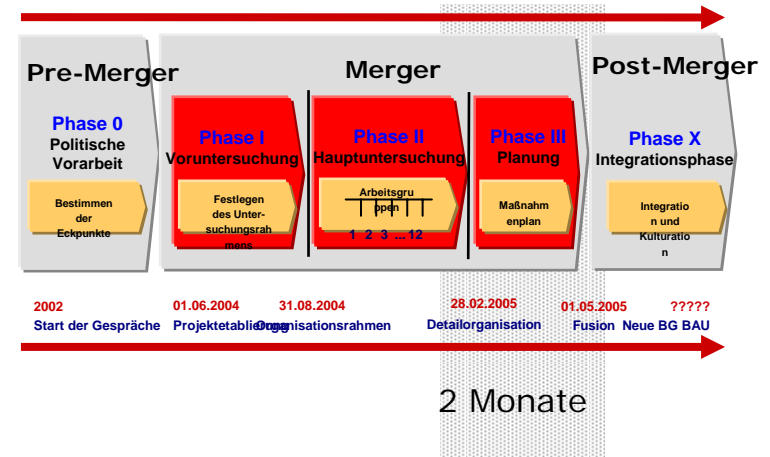 Pre-Merger
Merger
Post-Merger
Phase 0
Politische
Vorarbeit
Bestimmen
der
Eckpunkte
Phase I
Voruntersuchung
Festlegen
des Unter-
suchungsrah
mens
Phase II
Hauptuntersuchung
Arbeitsgru
ppen
1 2 3 ... 12
Phase III
Planung
Maßnahm
enplan
Phase X
Integrationsphase
Integratio
n und
Kulturatio
n
2002
Start der Gespräche
01.06.2004
Projektetablierung
31.08.2004
Organisationsrahmen
28.02.2005
Detailorganisation
01.05.2005
Fusion
?????
Neue BG BAU
2 Monate